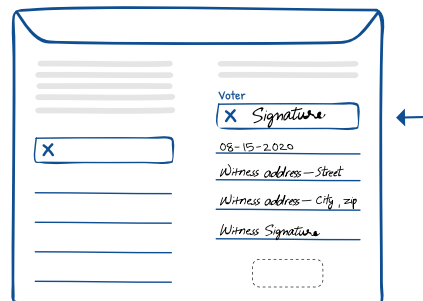 X
Voter
X Signature
08-15-2020
Witness address-Street
Witness address-City, zip
Witness Signature